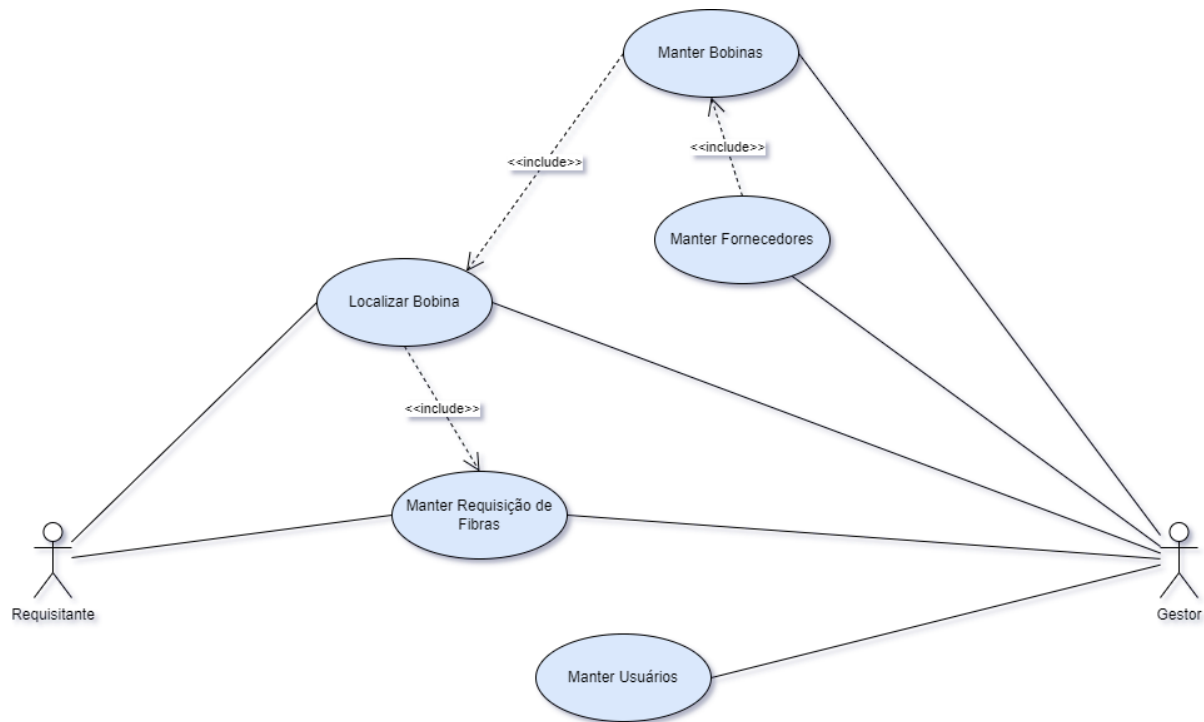 Manter Bobinas
<<include>>
<<include>>
Manter Fornecedores
Localizar Bobina
<<include>>
Manter Requisição de
Fibras
Requisitante
Gestor
Manter Usuários